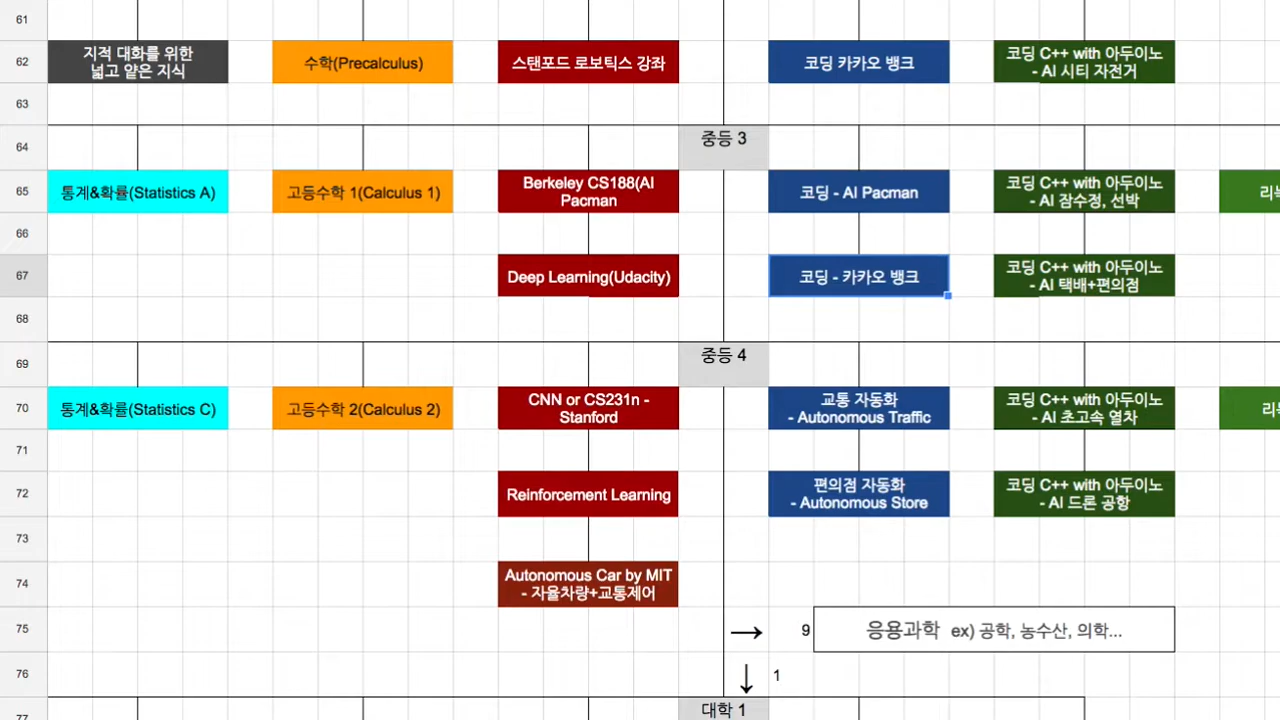 61
62
지적 대화를 위한
넓고 얕은 지식
수학(Precalculus)
스탠포드 로보틱스 강좌
코딩 카카오 뱅크
코딩 C++ with 아두이노
- AI 시티 자전거
63
중등 3
64
65
통계&확률(Statistics A)
고등수학 1(Calculus 1)
Berkeley CS188(AI
Pacman
코딩 - AI Pacman
코딩 C++ with 아두이노
- AI 잠수정, 선박
66
67
Deep Learning(Udacity)
코딩 - 카카오 뱅크
코딩 C++ with 아두이노
- AI 택배+편의점
68
중등 4
69
70
통계&확률(Statistics C)
고등수학 2(Calculus 2)
CNN or CS231n -
Stanford
교통 자동화
- Autonomous Traffic
코딩 C++ with 아두이노
- AI 초고속 열차
71
72
Reinforcement Learning
편의점 자동화
- Autonomous Store
코딩 C++ with 아두이노
- AI 드론 공항
73
74
Autonomous Car by MIT
- 자율차량+교통제어
75
→ 9 응용과학 ex) 공학, 농수산, 의학...
76
↓ 1
대학 1
77